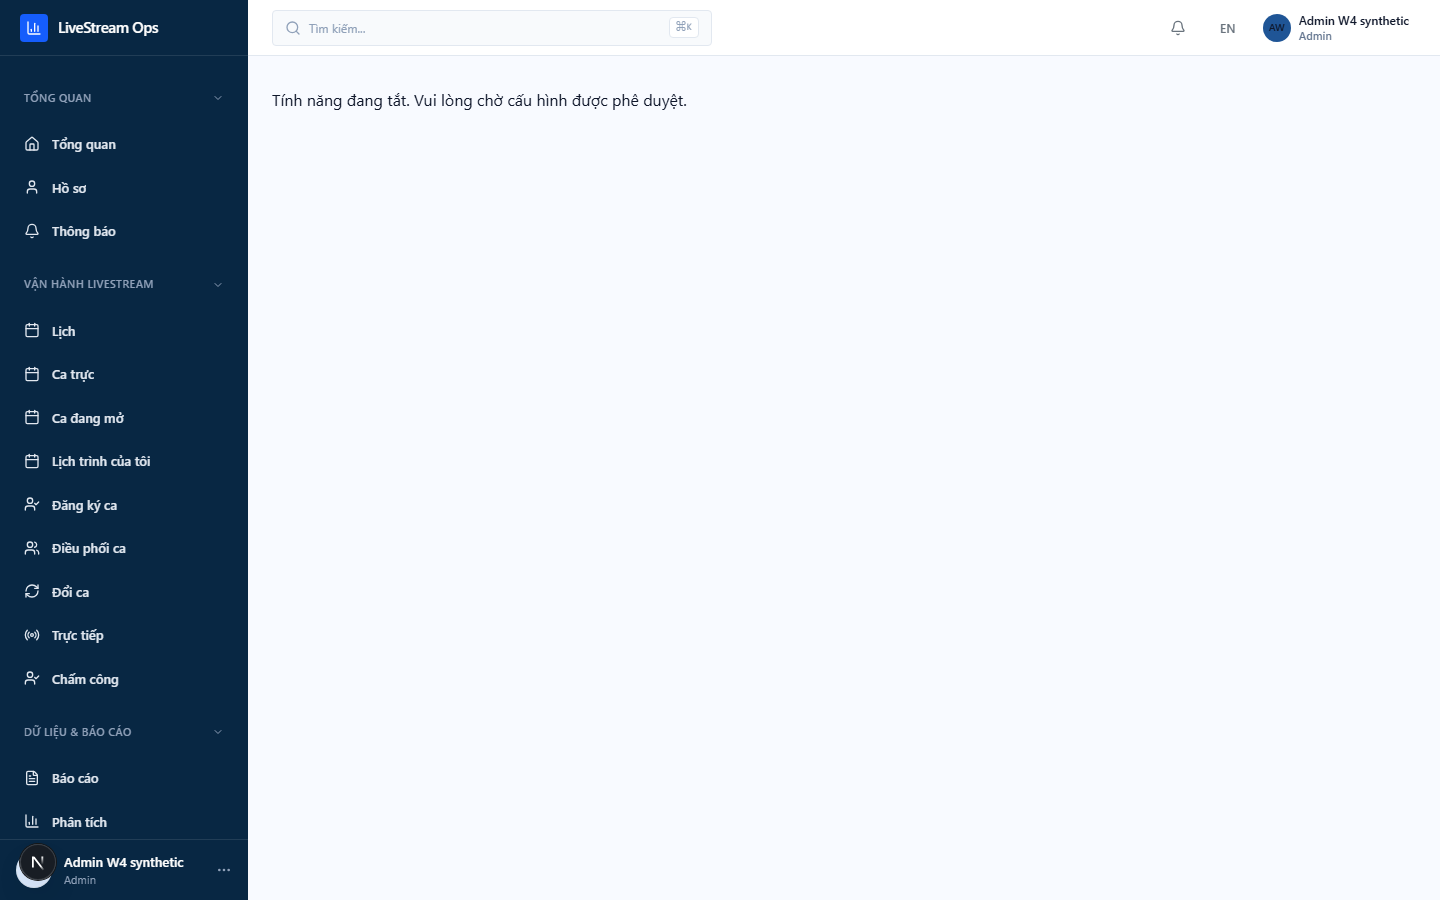 LiveStream Ops
Tìm kiếm...
⌘K
EN
AW
Admin W4 synthetic
Admin
TỔNG QUAN
Tổng quan
Hồ sơ
Thông báo
VẬN HÀNH LIVESTREAM
Lịch
Ca trực
Ca đang mở
Lịch trình của tôi
Đăng ký ca
Điều phối ca
Đổi ca
Trực tiếp
Chấm công
DỮ LIỆU & BÁO CÁO
Báo cáo
Phân tích
N
Admin W4 synthetic
Admin
Tính năng đang tắt. Vui lòng chờ cấu hình được phê duyệt.